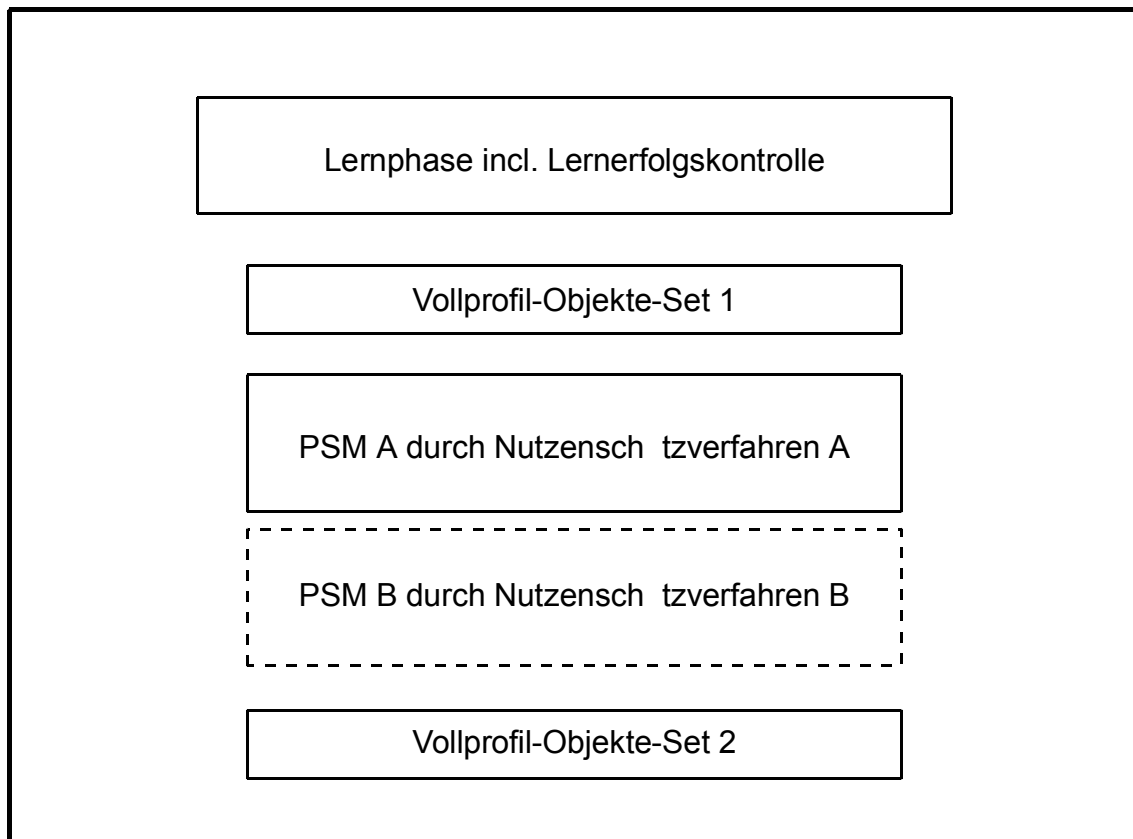 Lernphase incl. Lernerfolgskontrolle
Vollprofil-Objekte-Set 1
PSM A durch Nutzensch tzverfahren A
PSM B durch Nutzensch tzverfahren B
Vollprofil-Objekte-Set 2